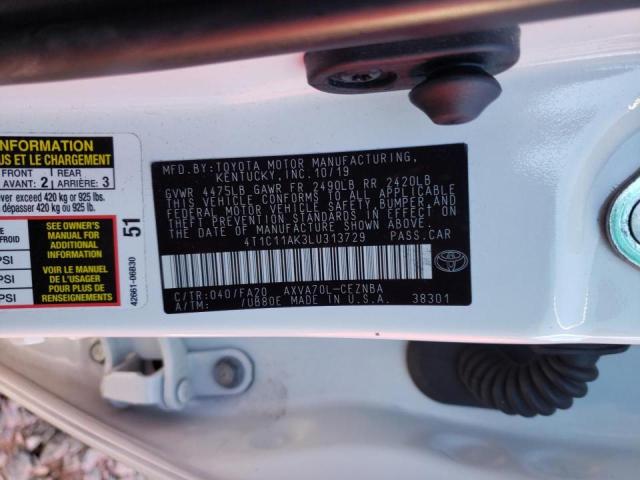 INFORMATION
US ET LE CHARGEMENT
FRONT 2 REAR 3
AVANT: 2 ARRIÈRE: 3
ever exceed 420 kg or 925 lbs.
dépasser 420 kg ou 925 lb.
SEE OWNER'S
MANUAL FOR
ADDITIONAL
INFORMATION
VOIR LE MANUEL
DE L'USAGER
POUR PLUS DE
RENSEIGNEMENTS
PSI
PSI
PSI
51
42661-06B30
MFD.BY:TOYOTA MOTOR MANUFACTURING,
KENTUCKY, INC. 10/19
GVWR 4475LB GAWR FR 2490LB RR 2420LB
THIS VEHICLE CONFORMS TO ALL APPLICABLE
FEDERAL MOTOR VEHICLE SAFETY, BUMPER, AND
THEFT PREVENTION STANDARDS IN EFFECT ON
THE DATE OF MANUFACTURE SHOWN ABOVE.
4T1C11AK3LU313729 PASS.CAR
C/TR:040/FA20 AXVA70L-CEZNBA
A/TM: /UB80E MADE IN U.S.A. 38301